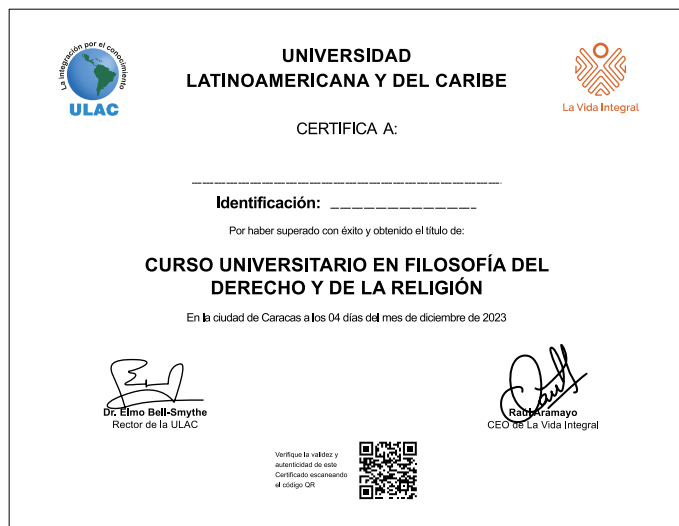 La integración por el conocimiento
ULAC
UNIVERSIDAD
LATINOAMERICANA Y DEL CARIBE
La Vida Integral
CERTIFICA A:
Identificación:
Por haber superado con éxito y obtenido el título de:
CURSO UNIVERSITARIO EN FILOSOFÍA DEL
DERECHO Y DE LA RELIGIÓN
En la ciudad de Caracas a los 04 días del mes de diciembre de 2023
Dr. Elmo Bell-Smythe
Rector de la ULAC
Raúl Aramayo
CEO de La Vida Integral
Verifique la validez y
autenticidad de este
Certificado escaneando
el código QR